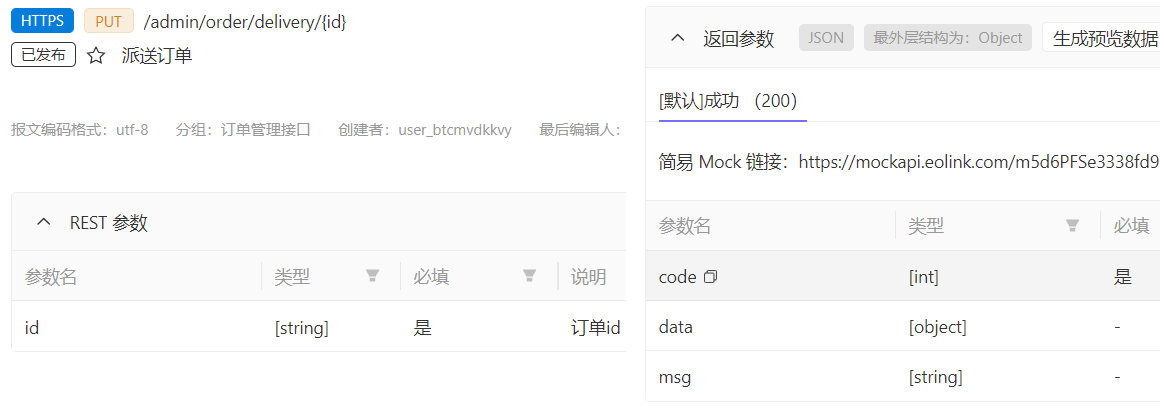 HTTPS PUT /admin/order/delivery/{id}
已发布 派送订单
报文编码格式：utf-8 分组：订单管理接口 创建者：user_btcmvdkkvy 最后编辑人：
REST 参数
参数名 类型 必填 说明
id [string] 是 订单id
返回参数 JSON 最外层结构为：Object 生成预览数据
[默认]成功 （200）
简易 Mock 链接：https://mockapi.eolink.com/m5d6PFSe3338fd9
参数名 类型 必填
code [int] 是
data [object] -
msg [string] -